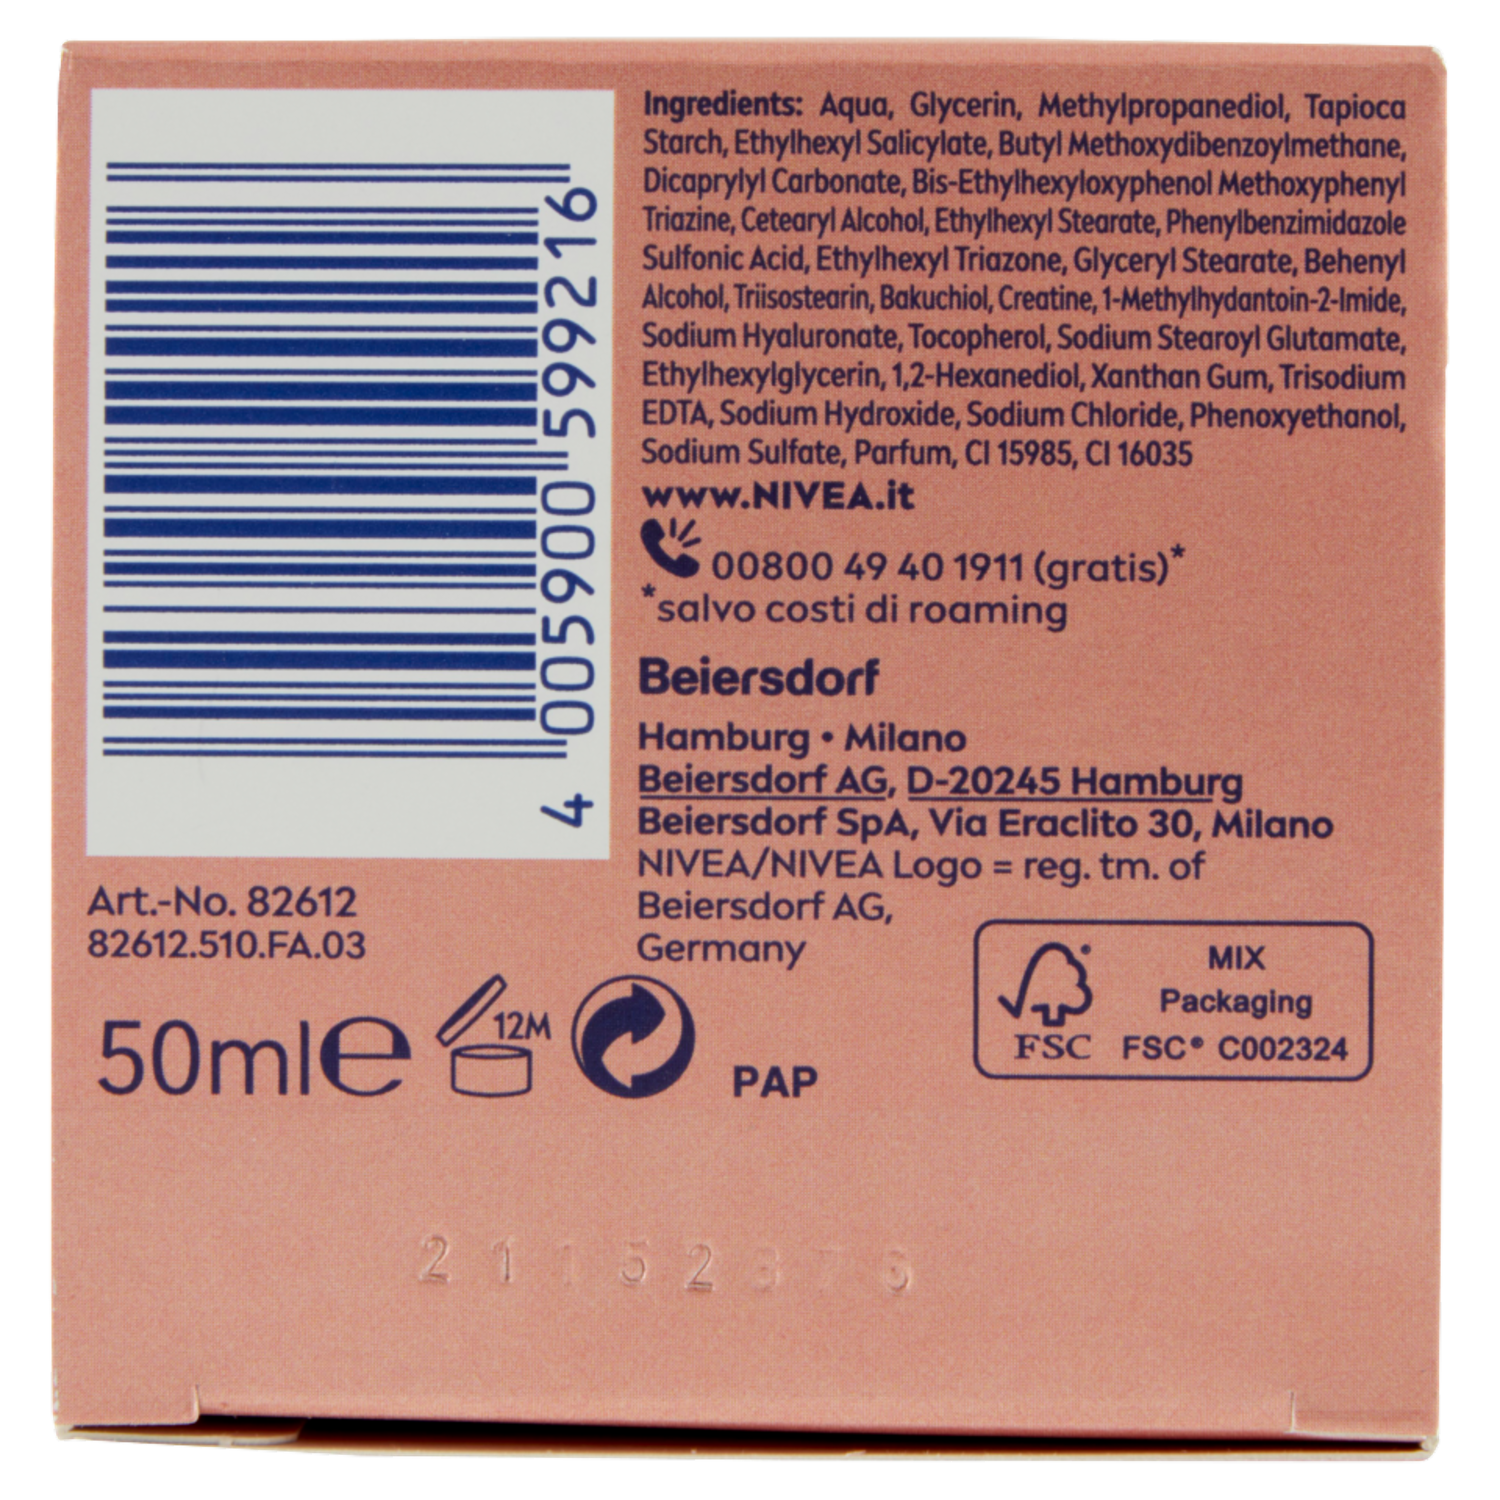 Ingredients: Aqua, Glycerin, Methylpropanediol, Tapioca
Starch, Ethylhexyl Salicylate, Butyl Methoxydibenzoylmethane,
Dicaprylyl Carbonate, Bis-Ethylhexyloxyphenol Methoxyphenyl
Triazine, Cetearyl Alcohol, Ethylhexyl Stearate, Phenylbenzimidazole
Sulfonic Acid, Ethylhexyl Triazone, Glyceryl Stearate, Behenyl
Alcohol, Triisostearin, Bakuchiol, Creatine, 1-Methylhydantoin-2-Imide,
Sodium Hyaluronate, Tocopherol, Sodium Stearoyl Glutamate,
Ethylhexylglycerin, 1,2-Hexanediol, Xanthan Gum, Trisodium
EDTA, Sodium Hydroxide, Sodium Chloride, Phenoxyethanol,
Sodium Sulfate, Parfum, CI 15985, CI 16035
www.NIVEA.it
00800 49 40 1911 (gratis)*
*salvo costi di roaming
Beiersdorf
Hamburg • Milano
Beiersdorf AG, D-20245 Hamburg
Beiersdorf SpA, Via Eraclito 30, Milano
NIVEA/NIVEA Logo = reg. tm. of
Beiersdorf AG,
Germany
4 005900 599216
Art.-No. 82612
82612.510.FA.03
50ml e
12M
PAP
MIX
Packaging
FSC® C002324
FSC